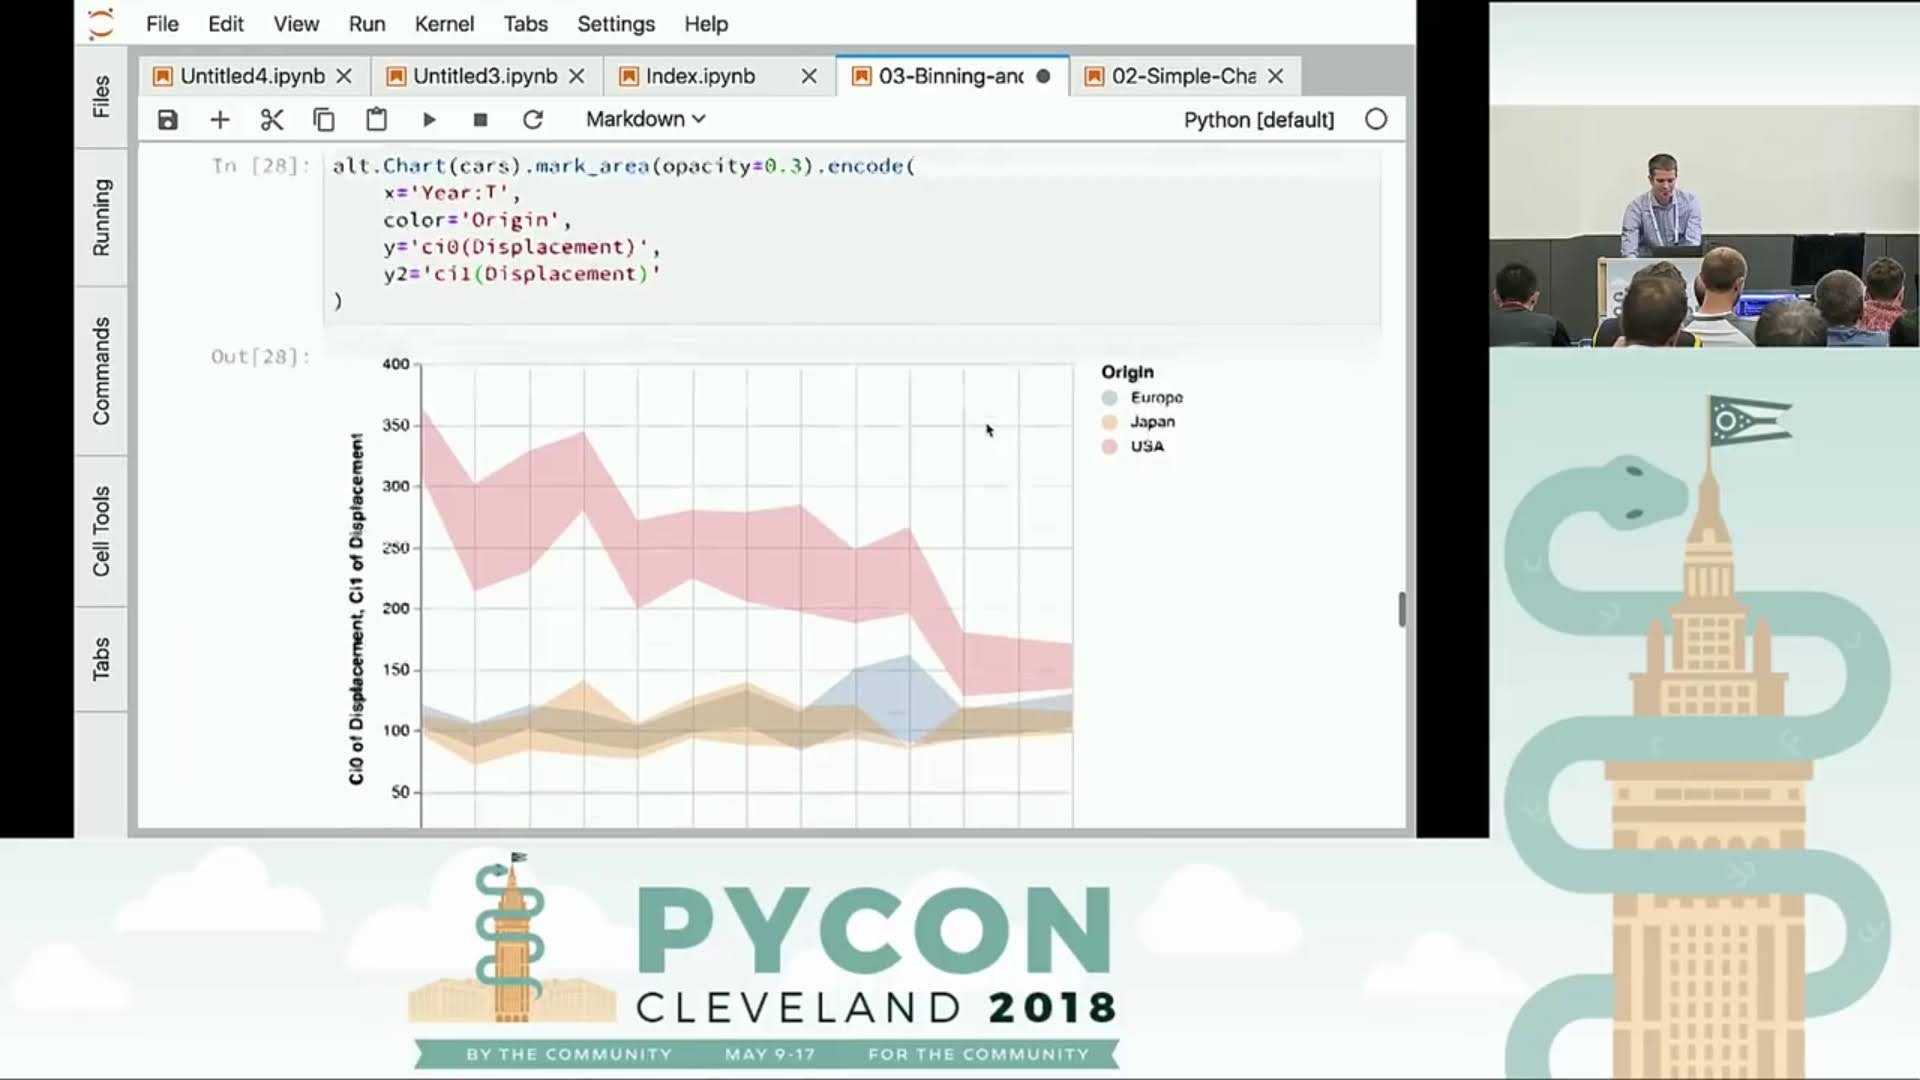 File Edit View Run Kernel Tabs Settings Help
Untitled4.ipynb Untitled3.ipynb Index.ipynb 03-Binning-and 02-Simple-Cha
Markdown Python [default]
Files
Running
Commands
Cell Tools
Tabs
In [28]: alt.Chart(cars).mark_area(opacity=0.3).encode(
x='Year:T',
color='Origin',
y='ci0(Displacement)',
y2='ci1(Displacement)'
)
Out[28]:
Ci0 of Displacement, Ci1 of Displacement
400
350
300
250
200
150
100
50
Origin
Europe
Japan
USA
PYCON
CLEVELAND 2018
BY THE COMMUNITY MAY 9-17 FOR THE COMMUNITY